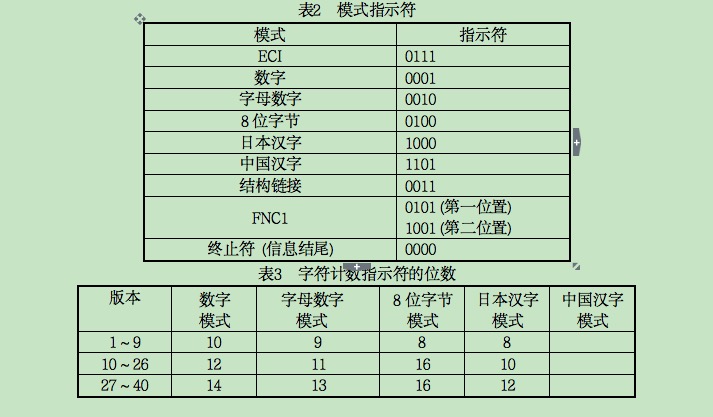 表2 模式指示符
模式 指示符
ECI 0111
数字 0001
字母数字 0010
8位字节 0100
日本汉字 1000
中国汉字 1101
结构链接 0011
FNC1 0101(第一位置)
1001(第二位置)
终止符(信息结尾) 0000
表3 字符计数指示符的位数
版本 数字模式 字母数字模式 8位字节模式 日本汉字模式 中国汉字模式
1~9 10 9 8 8
10~26 12 11 16 10
27~40 14 13 16 12